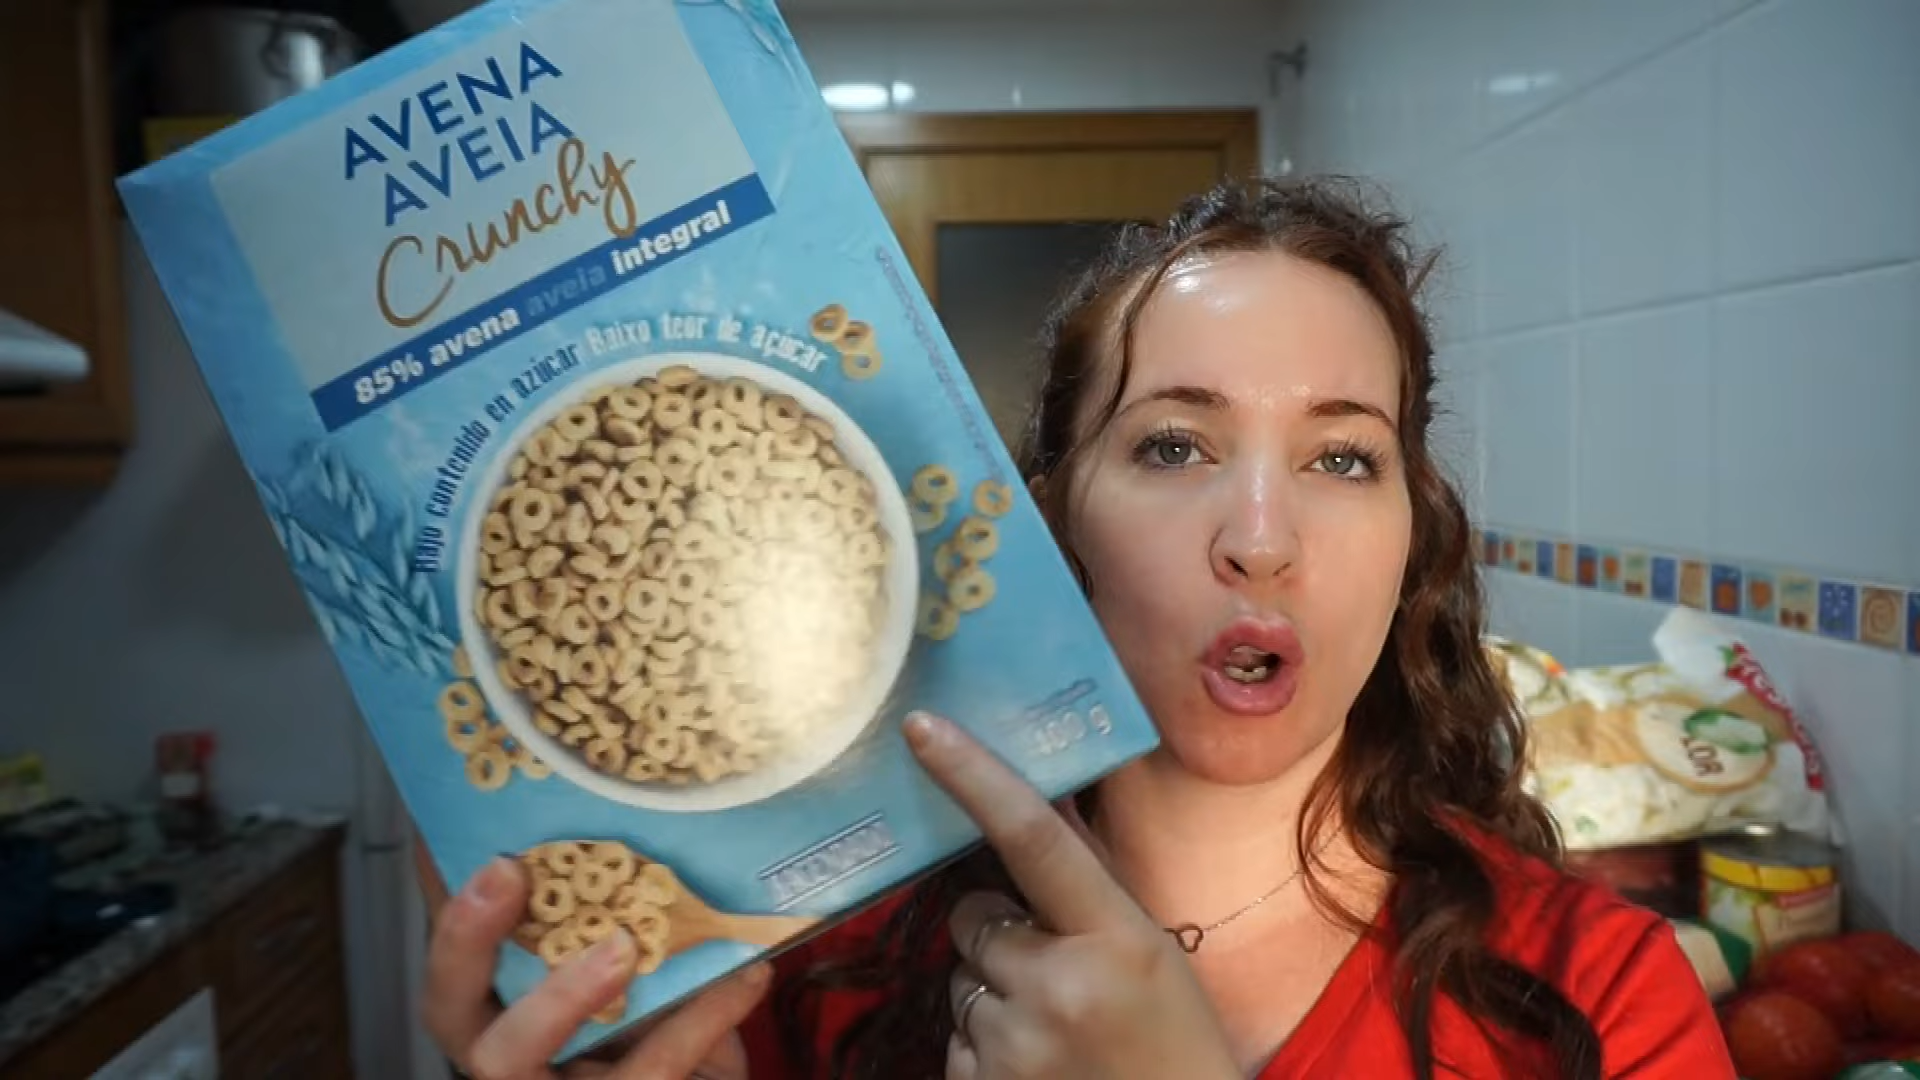 AVENA
AVEIA
Crunchy
85% avena aveia integral
Bajo contenido en azúcar Baixo teor de açúcar
400 g